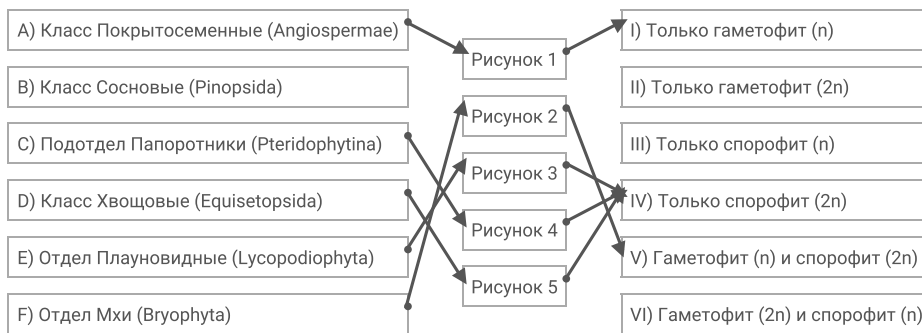 A) Класс Покрытосеменные (Angiospermae)
B) Класс Сосновые (Pinopsida)
C) Подотдел Папоротники (Pteridophytina)
D) Класс Хвощовые (Equisetopsida)
E) Отдел Плауновидные (Lycopodiophyta)
F) Отдел Мхи (Bryophyta)
Рисунок 1
Рисунок 2
Рисунок 3
Рисунок 4
Рисунок 5
I) Только гаметофит (n)
II) Только гаметофит (2n)
III) Только спорофит (n)
IV) Только спорофит (2n)
V) Гаметофит (n) и спорофит (2n)
VI) Гаметофит (2n) и спорофит (n)